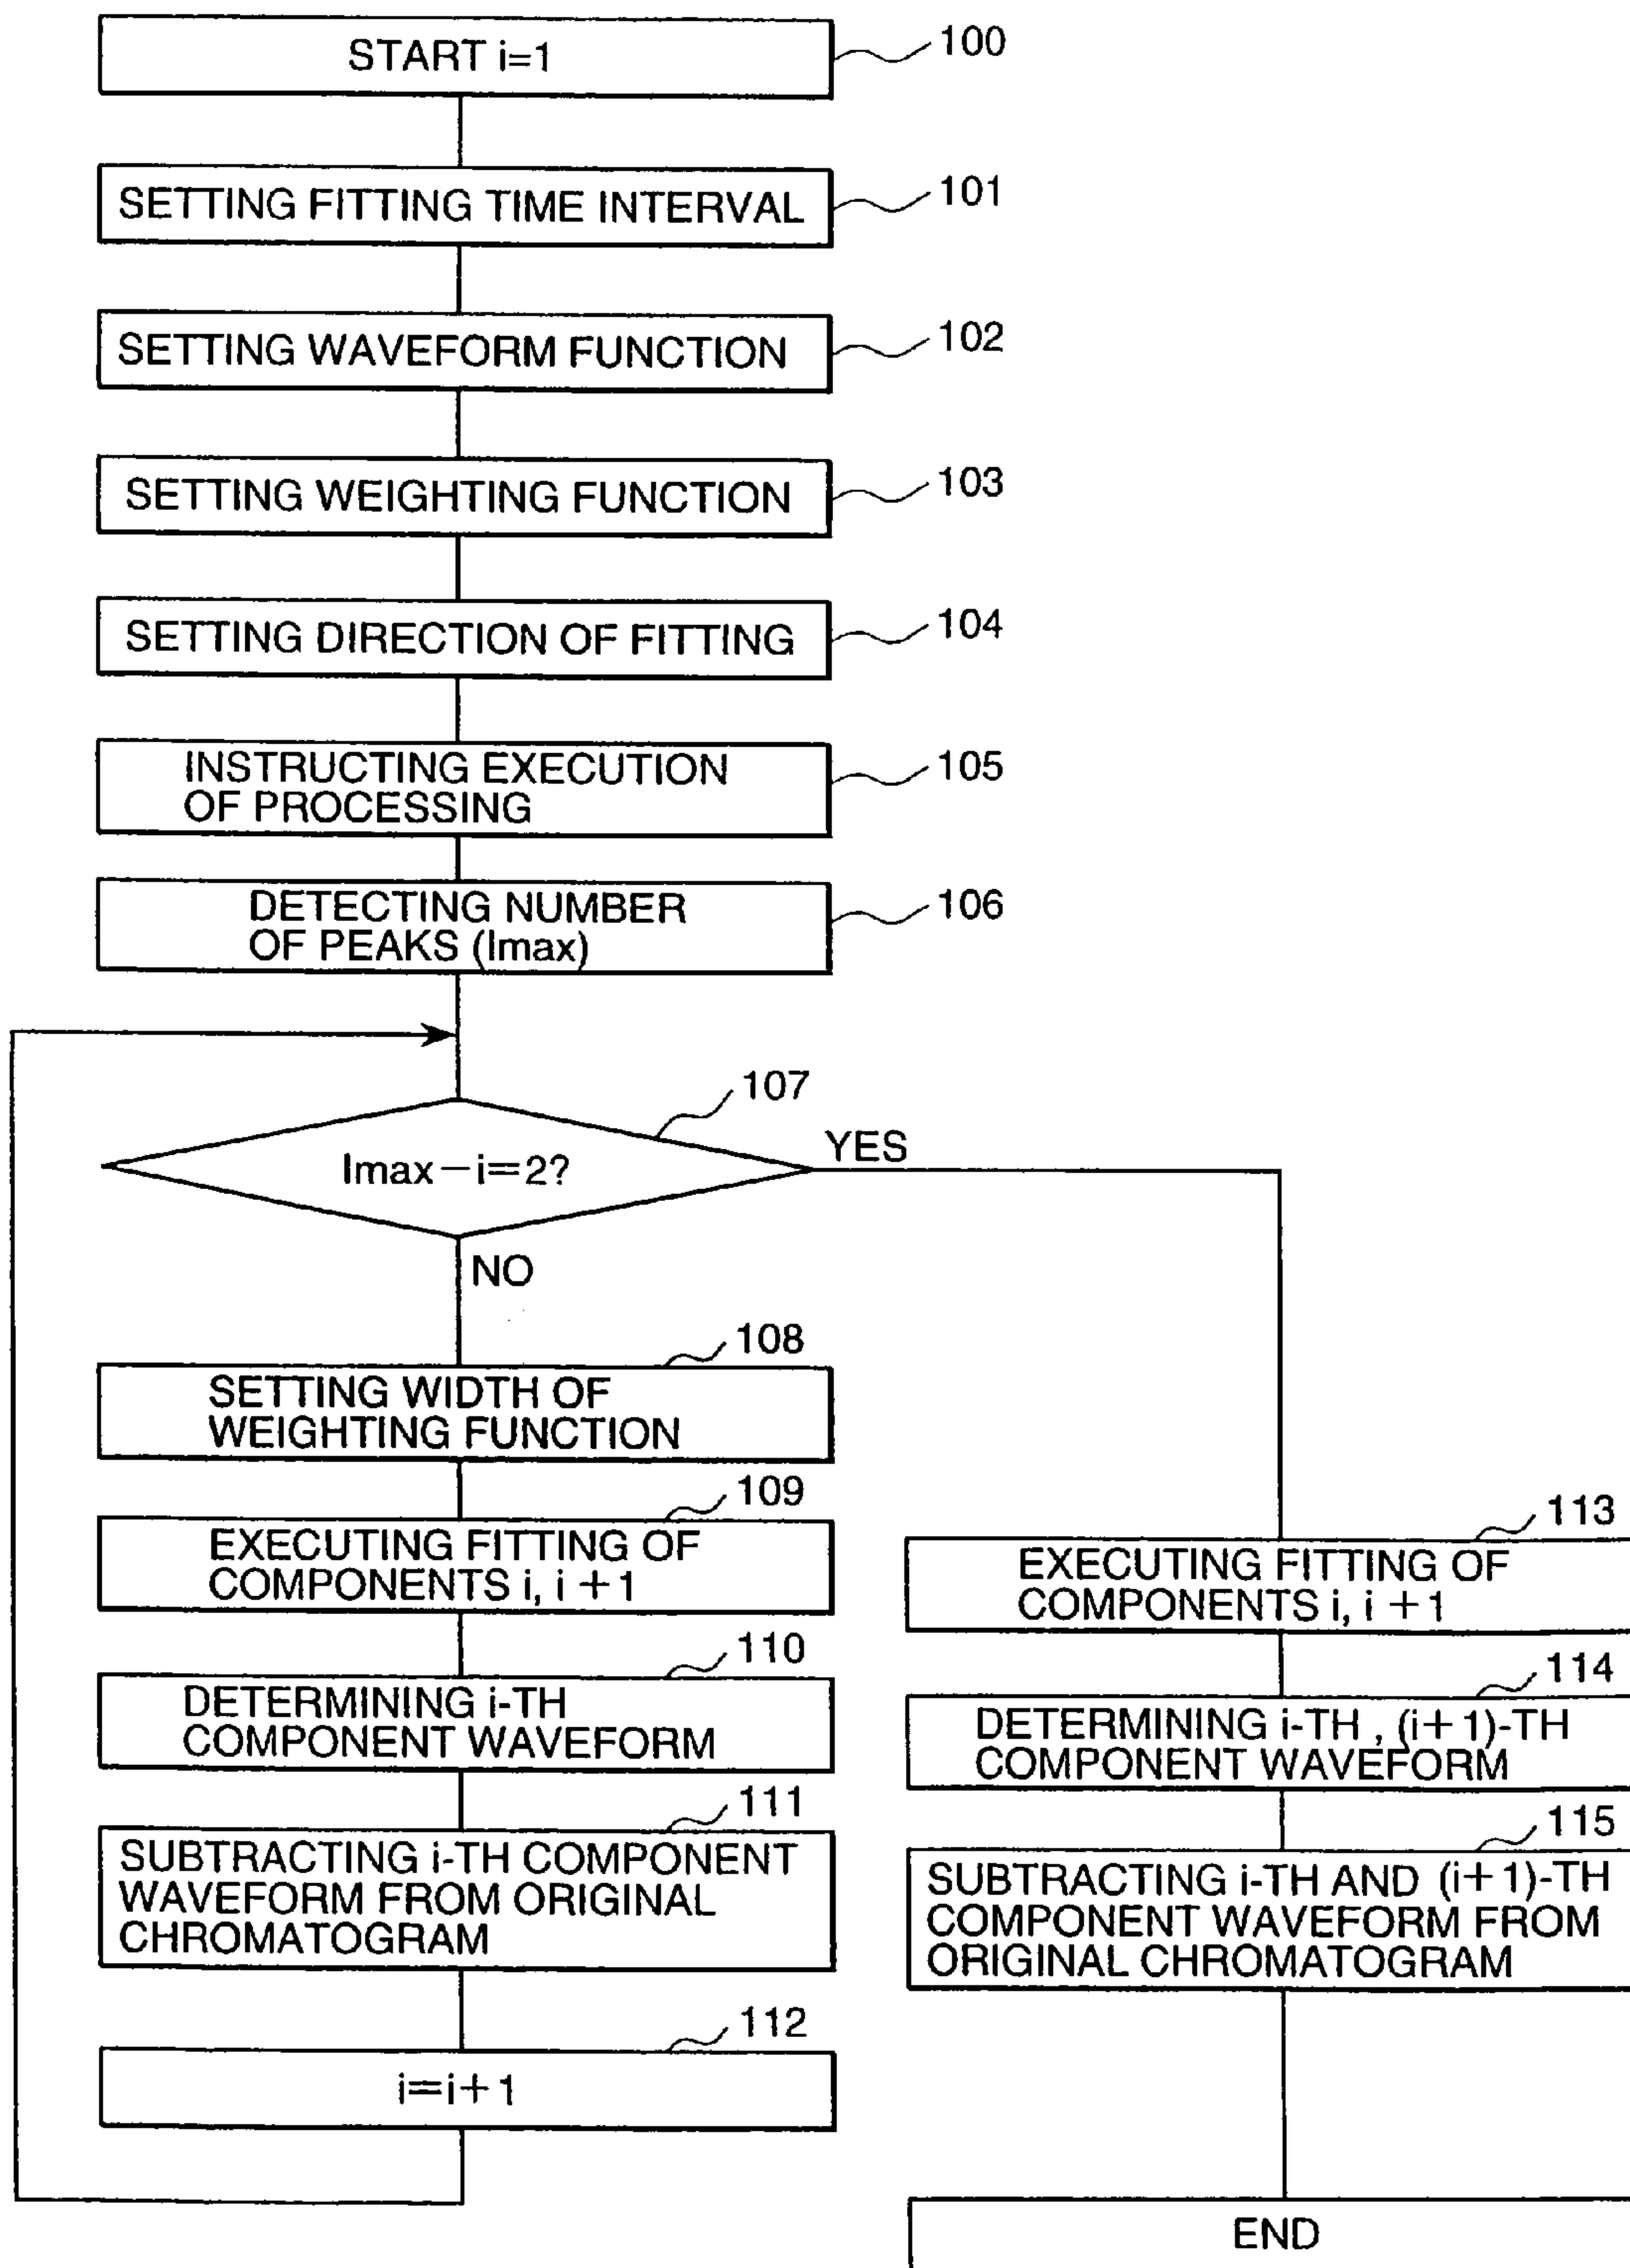 START i=1
100
SETTING FITTING TIME INTERVAL
101
SETTING WAVEFORM FUNCTION
102
SETTING WEIGHTING FUNCTION
103
SETTING DIRECTION OF FITTING
104
INSTRUCTING EXECUTION
OF PROCESSING
105
DETECTING NUMBER
OF PEAKS (Imax)
106
107
Imax－i=2?
YES
NO
108
SETTING WIDTH OF
WEIGHTING FUNCTION
109
EXECUTING FITTING OF
COMPONENTS i, i +1
110
DETERMINING i-TH
COMPONENT WAVEFORM
111
SUBTRACTING i-TH COMPONENT
WAVEFORM FROM ORIGINAL
CHROMATOGRAM
112
i=i+1
113
EXECUTING FITTING OF
COMPONENTS i, i +1
114
DETERMINING i-TH , (i+1)-TH
COMPONENT WAVEFORM
115
SUBTRACTING i-TH AND (i+1)-TH
COMPONENT WAVEFORM FROM
ORIGINAL CHROMATOGRAM
END